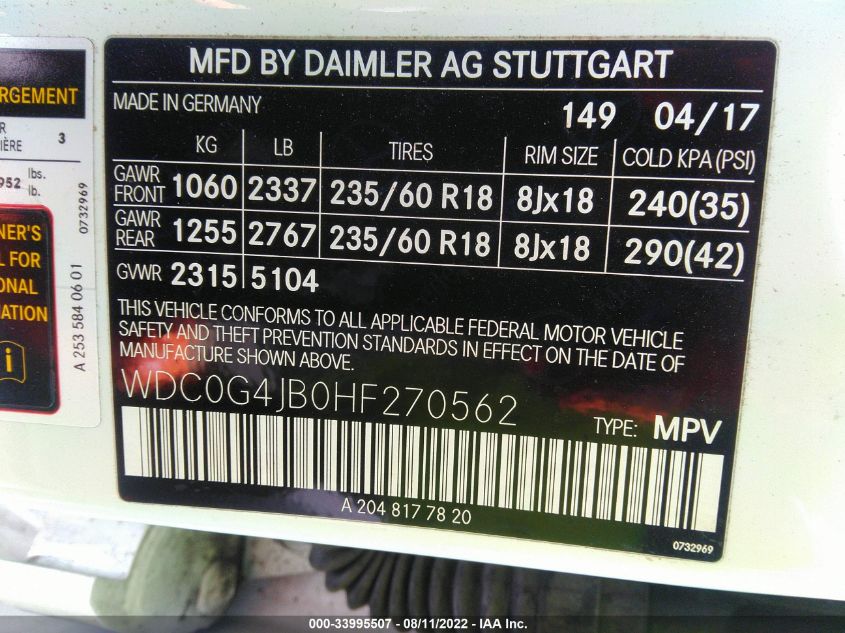 RGEMENT
R
IÈRE 3
952 lbs.
lb.
0732969
NER'S
L FOR
ONAL
MATION
i
A 253 584 06 01
MFD BY DAIMLER AG STUTTGART
MADE IN GERMANY 149 04/17
KG LB TIRES RIM SIZE COLD KPA (PSI)
GAWR FRONT 1060 2337 235/60 R18 8Jx18 240(35)
GAWR REAR 1255 2767 235/60 R18 8Jx18 290(42)
GVWR 2315 5104
THIS VEHICLE CONFORMS TO ALL APPLICABLE FEDERAL MOTOR VEHICLE
SAFETY AND THEFT PREVENTION STANDARDS IN EFFECT ON THE DATE OF
MANUFACTURE SHOWN ABOVE.
WDC0G4JB0HF270562
TYPE: MPV
A 204 817 78 20
0732969
000-33995507 - 08/11/2022 - IAA Inc.